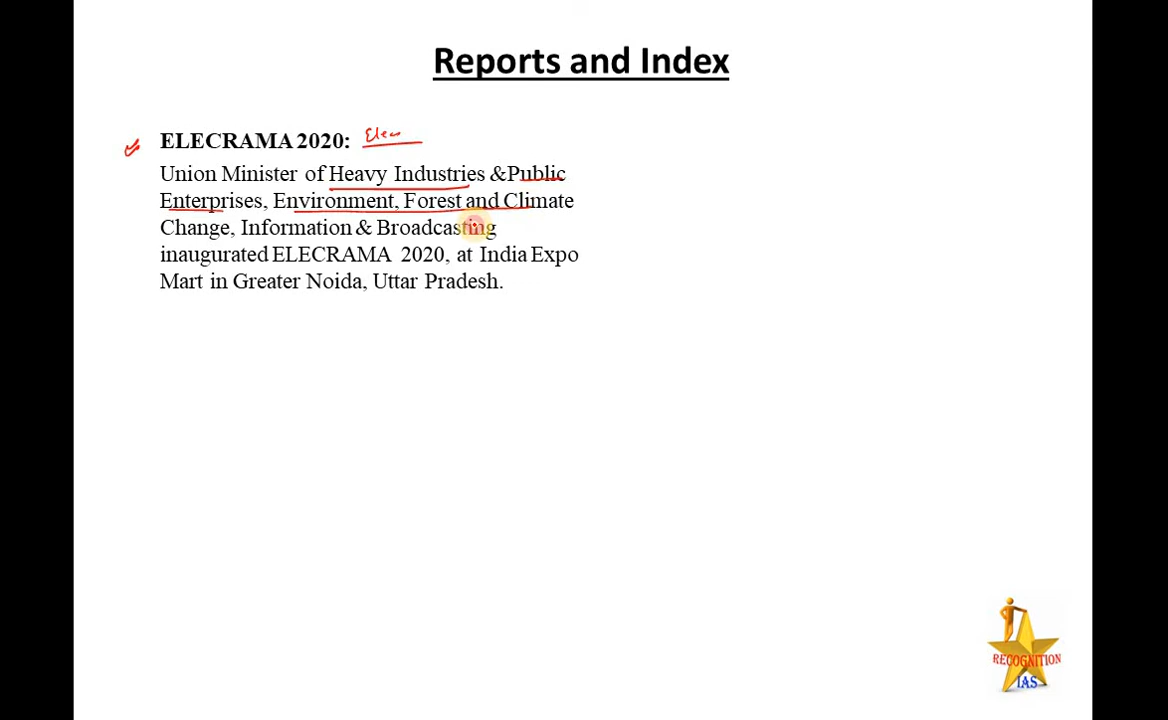 Reports and Index
ELECRAMA 2020: Elec
Union Minister of Heavy Industries &Public
Enterprises, Environment, Forest and Climate
Change, Information & Broadcasting
inaugurated ELECRAMA 2020, at India Expo
Mart in Greater Noida, Uttar Pradesh.
RECOGNITION
IAS